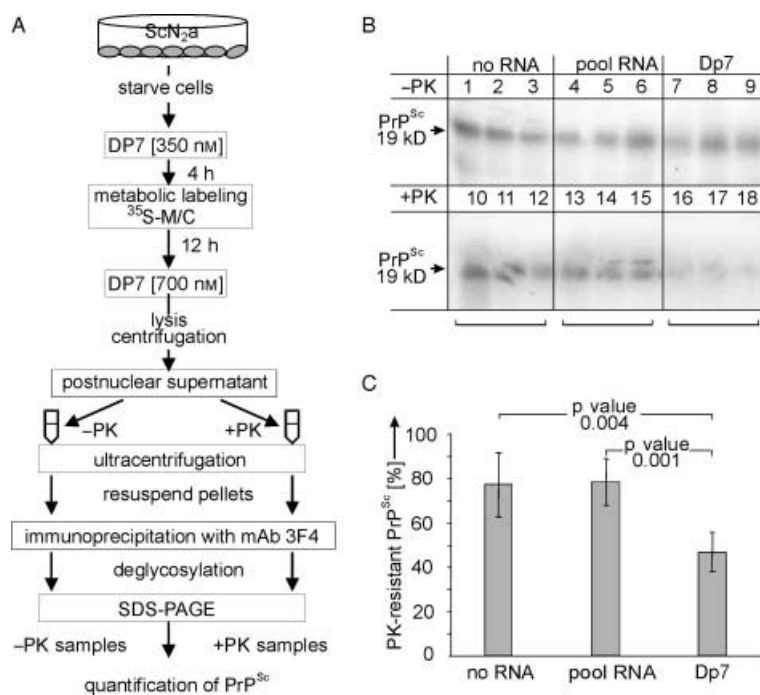 A
ScN2a
starve cells
DP7 [350 nM]
4 h
metabolic labeling
35S-M/C
12 h
DP7 [700 nM]
lysis
centrifugation
postnuclear supernatant
–PK +PK
ultracentrifugation
resuspend pellets
immunoprecipitation with mAb 3F4
deglycosylation
SDS-PAGE
–PK samples +PK samples
quantification of PrPSc
B
no RNA pool RNA Dp7
–PK 1 2 3 4 5 6 7 8 9
PrPSc
19 kD
+PK 10 11 12 13 14 15 16 17 18
PrPSc
19 kD
C
p value
0.004
p value
0.001
PK-resistant PrPSc [%]
100
80
60
40
20
0
no RNA pool RNA Dp7